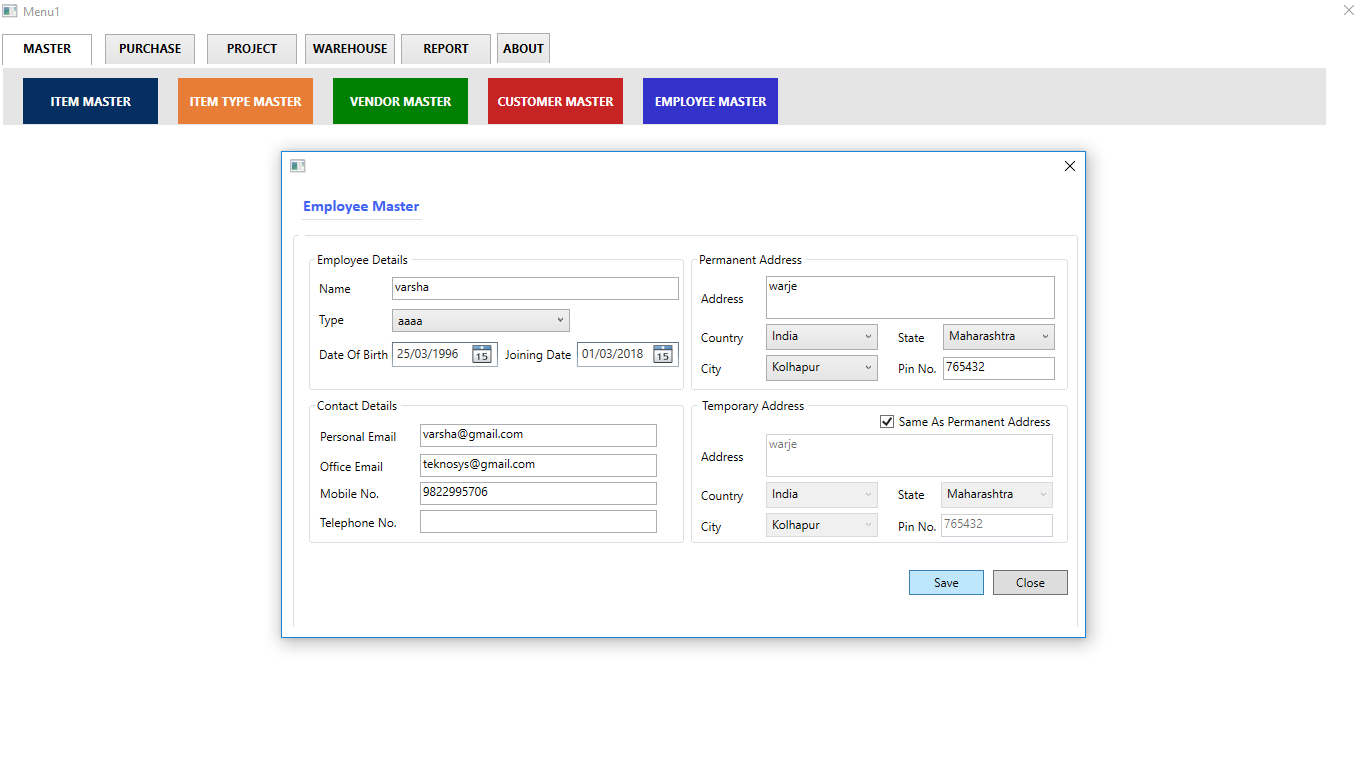 Menu1
MASTER PURCHASE PROJECT WAREHOUSE REPORT ABOUT
ITEM MASTER ITEM TYPE MASTER VENDOR MASTER CUSTOMER MASTER EMPLOYEE MASTER
Employee Master
Employee Details
Name varsha
Type aaaa
Date Of Birth 25/03/1996 15 Joining Date 01/03/2018 15
Permanent Address
Address warje
Country India State Maharashtra
City Kolhapur Pin No. 765432
Contact Details
Personal Email varsha@gmail.com
Office Email teknosys@gmail.com
Mobile No. 9822995706
Telephone No.
Temporary Address
Same As Permanent Address
Address warje
Country India State Maharashtra
City Kolhapur Pin No. 765432
Save Close